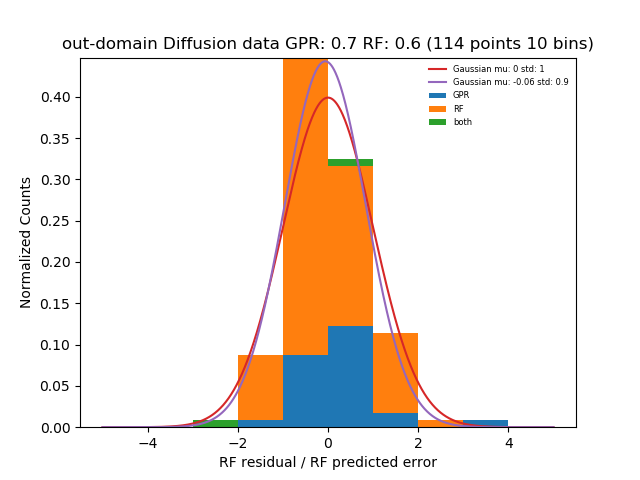 out-domain Diffusion data GPR: 0.7 RF: 0.6 (114 points 10 bins)
Gaussian mu: 0 std: 1
Gaussian mu: -0.06 std: 0.9
GPR
RF
both
Normalized Counts
0.40
0.35
0.30
0.25
0.20
0.15
0.10
0.05
0.00
−4 −2 0 2 4
RF residual / RF predicted error